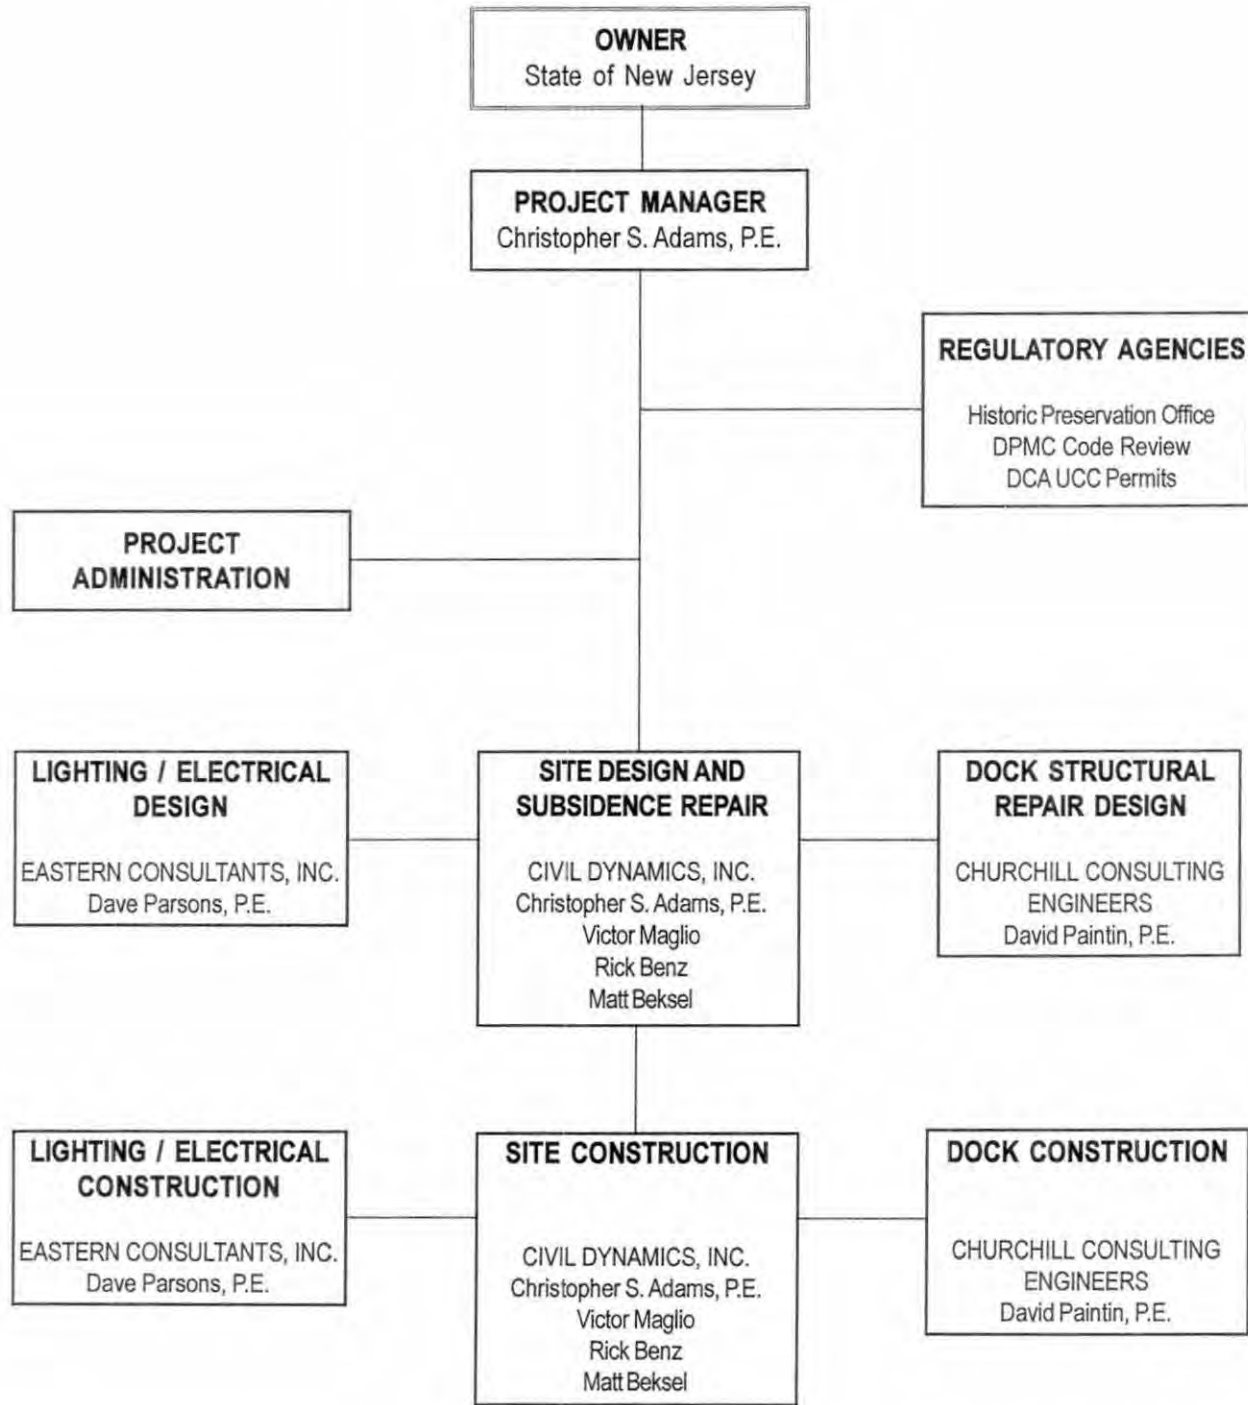 OWNER
State of New Jersey
PROJECT MANAGER
Christopher S. Adams, P.E.
REGULATORY AGENCIES
Historic Preservation Office
DPMC Code Review
DCA UCC Permits
PROJECT
ADMINISTRATION
LIGHTING / ELECTRICAL
DESIGN
EASTERN CONSULTANTS, INC.
Dave Parsons, P.E.
SITE DESIGN AND
SUBSIDENCE REPAIR
CIVIL DYNAMICS, INC.
Christopher S. Adams, P.E.
Victor Maglio
Rick Benz
Matt Beksel
DOCK STRUCTURAL
REPAIR DESIGN
CHURCHILL CONSULTING
ENGINEERS
David Paintin, P.E.
LIGHTING / ELECTRICAL
CONSTRUCTION
EASTERN CONSULTANTS, INC.
Dave Parsons, P.E.
SITE CONSTRUCTION
CIVIL DYNAMICS, INC.
Christopher S. Adams, P.E.
Victor Maglio
Rick Benz
Matt Beksel
DOCK CONSTRUCTION
CHURCHILL CONSULTING
ENGINEERS
David Paintin, P.E.